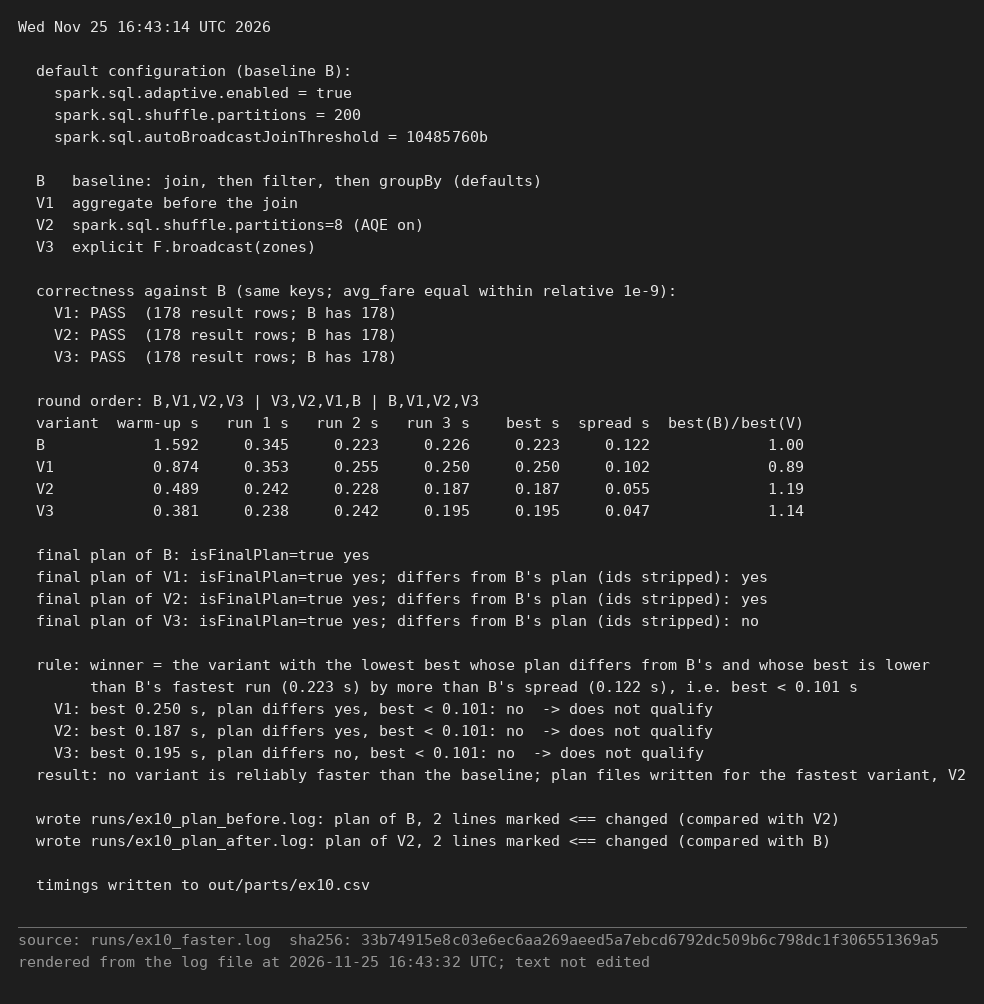 Wed Nov 25 16:43:14 UTC 2026
default configuration (baseline B):
spark.sql.adaptive.enabled = true
spark.sql.shuffle.partitions = 200
spark.sql.autoBroadcastJoinThreshold = 10485760b
B   baseline: join, then filter, then groupBy (defaults)
V1  aggregate before the join
V2  spark.sql.shuffle.partitions=8 (AQE on)
V3  explicit F.broadcast(zones)
correctness against B (same keys; avg_fare equal within relative 1e-9):
V1: PASS  (178 result rows; B has 178)
V2: PASS  (178 result rows; B has 178)
V3: PASS  (178 result rows; B has 178)
round order: B,V1,V2,V3 | V3,V2,V1,B | B,V1,V2,V3
variant  warm-up s   run 1 s   run 2 s   run 3 s    best s  spread s  best(B)/best(V)
B            1.592     0.345     0.223     0.226     0.223     0.122             1.00
V1           0.874     0.353     0.255     0.250     0.250     0.102             0.89
V2           0.489     0.242     0.228     0.187     0.187     0.055             1.19
V3           0.381     0.238     0.242     0.195     0.195     0.047             1.14
final plan of B: isFinalPlan=true yes
final plan of V1: isFinalPlan=true yes; differs from B's plan (ids stripped): yes
final plan of V2: isFinalPlan=true yes; differs from B's plan (ids stripped): yes
final plan of V3: isFinalPlan=true yes; differs from B's plan (ids stripped): no
rule: winner = the variant with the lowest best whose plan differs from B's and whose best is lower
than B's fastest run (0.223 s) by more than B's spread (0.122 s), i.e. best < 0.101 s
V1: best 0.250 s, plan differs yes, best < 0.101: no  -> does not qualify
V2: best 0.187 s, plan differs yes, best < 0.101: no  -> does not qualify
V3: best 0.195 s, plan differs no, best < 0.101: no  -> does not qualify
result: no variant is reliably faster than the baseline; plan files written for the fastest variant, V2
wrote runs/ex10_plan_before.log: plan of B, 2 lines marked <== changed (compared with V2)
wrote runs/ex10_plan_after.log: plan of V2, 2 lines marked <== changed (compared with B)
timings written to out/parts/ex10.csv
source: runs/ex10_faster.log  sha256: 33b74915e8c03e6ec6aa269aeed5a7ebcd6792dc509b6c798dc1f306551369a5
rendered from the log file at 2026-11-25 16:43:32 UTC; text not edited